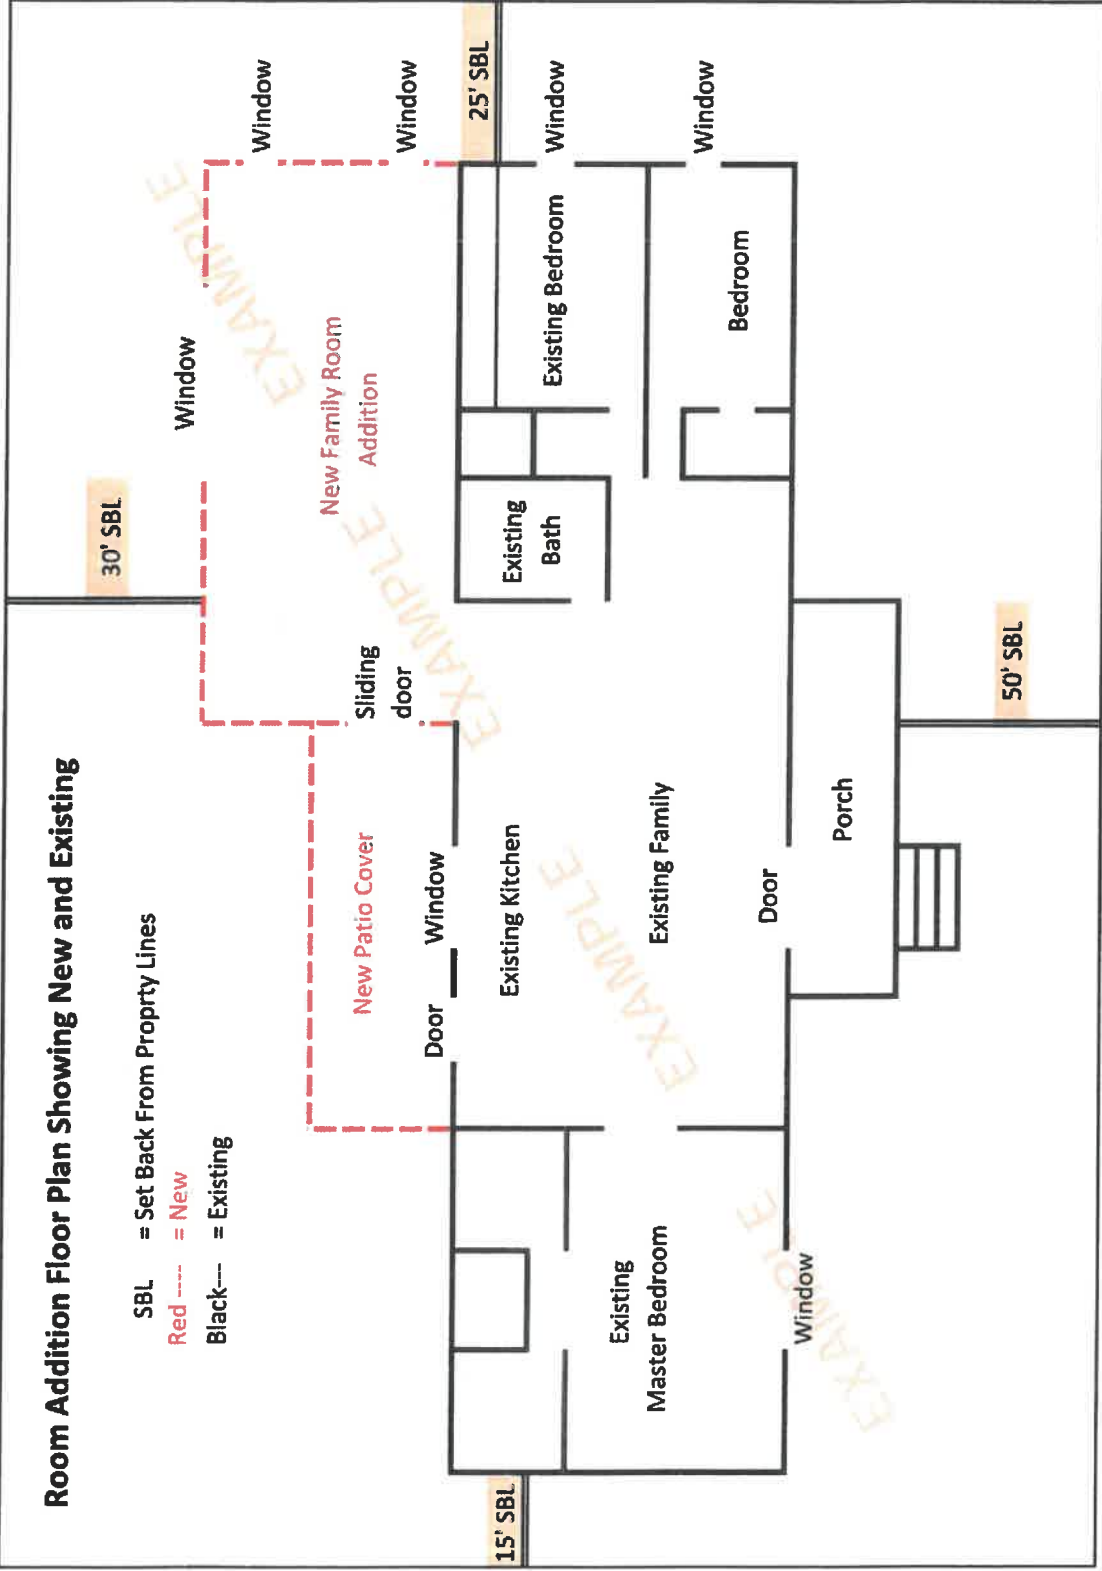 Room Addition Floor Plan Showing New and Existing
SBL = Set Back From Proprty Lines
Red ---- = New
Black--- = Existing
30' SBL
Window
Window
Window
New Family Room
Addition
Sliding
door
New Patio Cover
Door
Window
25' SBL
Window
Window
Existing Bedroom
Bedroom
Existing
Bath
Existing Kitchen
Existing Family
Door
Porch
50' SBL
Existing
Master Bedroom
Window
15' SBL
EXAMPLE
EXAMPLE
EXAMPLE
EXAMPLE